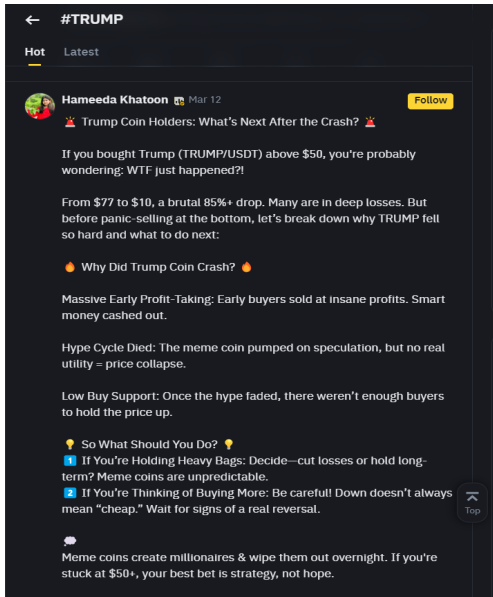 #TRUMP
Hot Latest
Hameeda Khatoon Mar 12
Follow
🚨 Trump Coin Holders: What's Next After the Crash? 🚨
If you bought Trump (TRUMP/USDT) above $50, you're probably
wondering: WTF just happened?!
From $77 to $10, a brutal 85%+ drop. Many are in deep losses. But
before panic-selling at the bottom, let's break down why TRUMP fell
so hard and what to do next:
🔥 Why Did Trump Coin Crash? 🔥
Massive Early Profit-Taking: Early buyers sold at insane profits. Smart
money cashed out.
Hype Cycle Died: The meme coin pumped on speculation, but no real
utility = price collapse.
Low Buy Support: Once the hype faded, there weren't enough buyers
to hold the price up.
💡 So What Should You Do? 💡
1️⃣ If You're Holding Heavy Bags: Decide—cut losses or hold long-
term? Meme coins are unpredictable.
2️⃣ If You're Thinking of Buying More: Be careful! Down doesn't always
mean "cheap." Wait for signs of a real reversal.
💭
Meme coins create millionaires & wipe them out overnight. If you're
stuck at $50+, your best bet is strategy, not hope.
Top